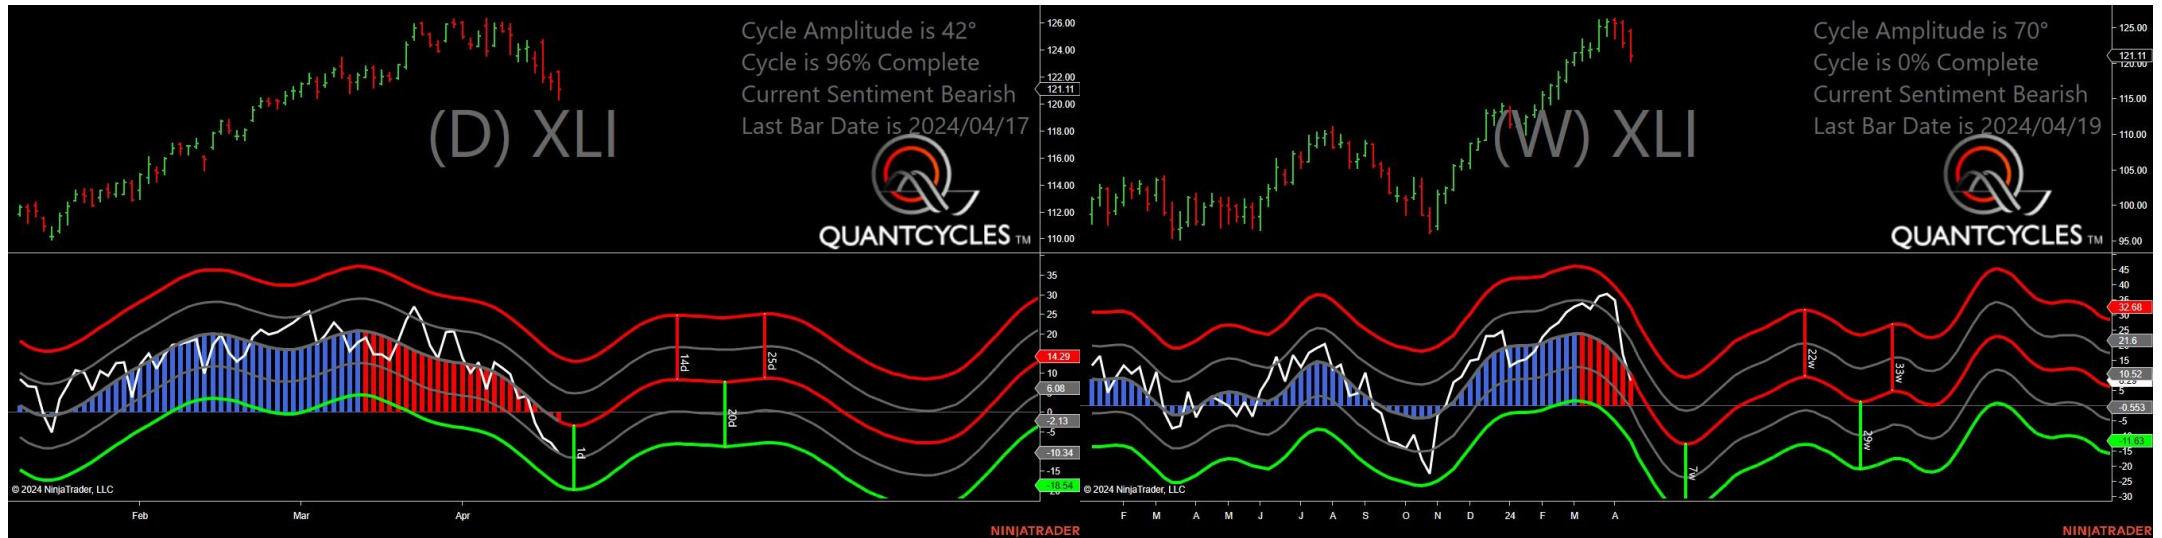 Cycle Amplitude is 42°
Cycle is 96% Complete
Current Sentiment Bearish
Last Bar Date is 2024/04/17
(D) XLI
QUANTCYCLES TM
126.00
124.00
122.00
121.11
120.00
118.00
116.00
114.00
112.00
110.00
35
30
25
20
14.29
10
6.08
0
-2.13
-5
-10.34
-15
-18.54
14d
25d
20d
1d
© 2024 NinjaTrader, LLC
Feb Mar Apr
NINJATRADER
Cycle Amplitude is 70°
Cycle is 0% Complete
Current Sentiment Bearish
Last Bar Date is 2024/04/19
(W) XLI
QUANTCYCLES TM
125.00
121.11
120.00
115.00
110.00
105.00
100.00
95.00
45
40
32.68
30
21.6
15
10.52
5
-0.553
-5
-11.63
-15
-20
-25
-30
22w
33w
29w
7w
© 2024 NinjaTrader, LLC
F M A M J J A S O N D 24 F M A
NINJATRADER